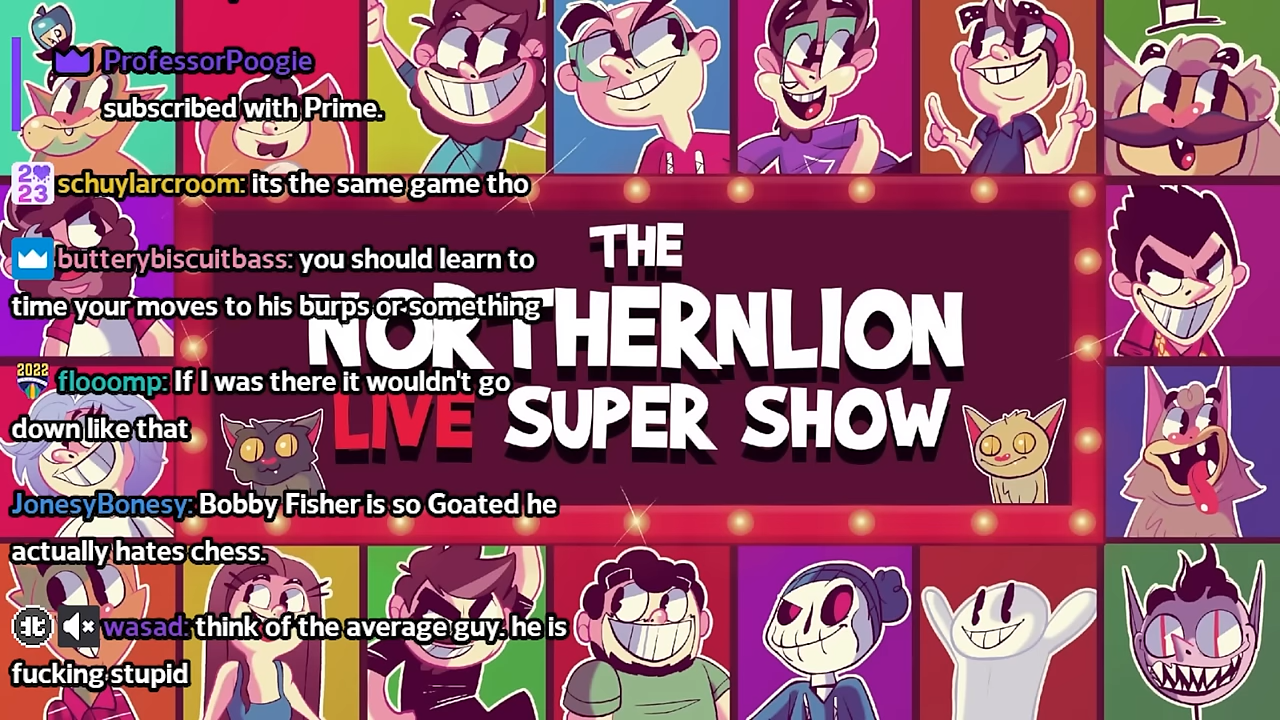 ProfessorPoogie
subscribed with Prime.
2023 schuylarcroom: its the same game tho
butterybiscuitbass: you should learn to
time your moves to his burps or something
2022 flooomp: If I was there it wouldn't go
down like that
JonesyBonesy: Bobby Fisher is so Goated he
actually hates chess.
wasad: think of the average guy. he is
fucking stupid
THE
NORTHERNLION
LIVE SUPER SHOW